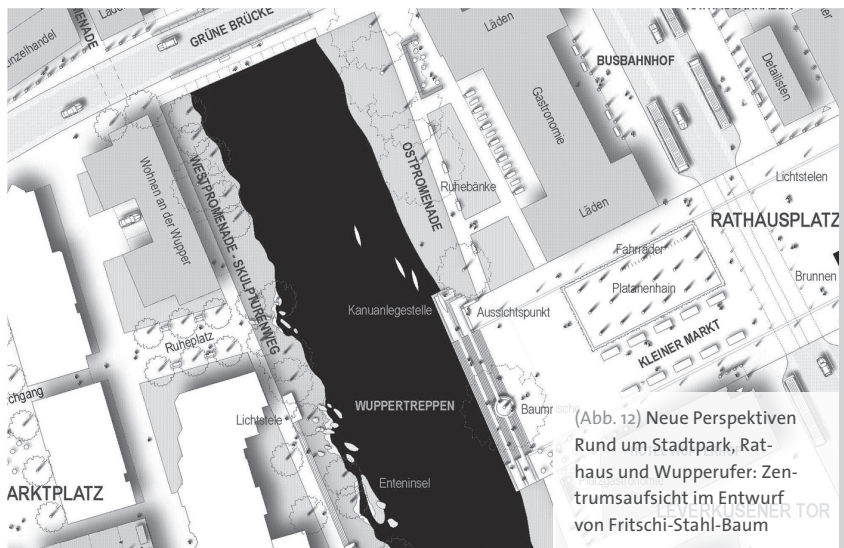 GRÜNE BRÜCKE
Läden
BUSBAHNHOF
Detaillisten
Gastronomie
WESTPROMENADE - SKULPTURENWEG
Wohnen an der Wupper
OSTPROMENADE
Ruhebänke
Läden
Lichtstelen
RATHAUSPLATZ
Fahrräder
Brunnen
Platanenhain
Kanuanlegestelle
Aussichtspunkt
KLEINER MARKT
Ruheplatz
WUPPERTREPPEN
Lichtstele
Enteninsel
(Abb. 12) Neue Perspektiven
Rund um Stadtpark, Rat-
haus und Wupperufer: Zen-
trumsaufsicht im Entwurf
von Fritschi-Stahl-Baum
LEVERKUSENER TOR